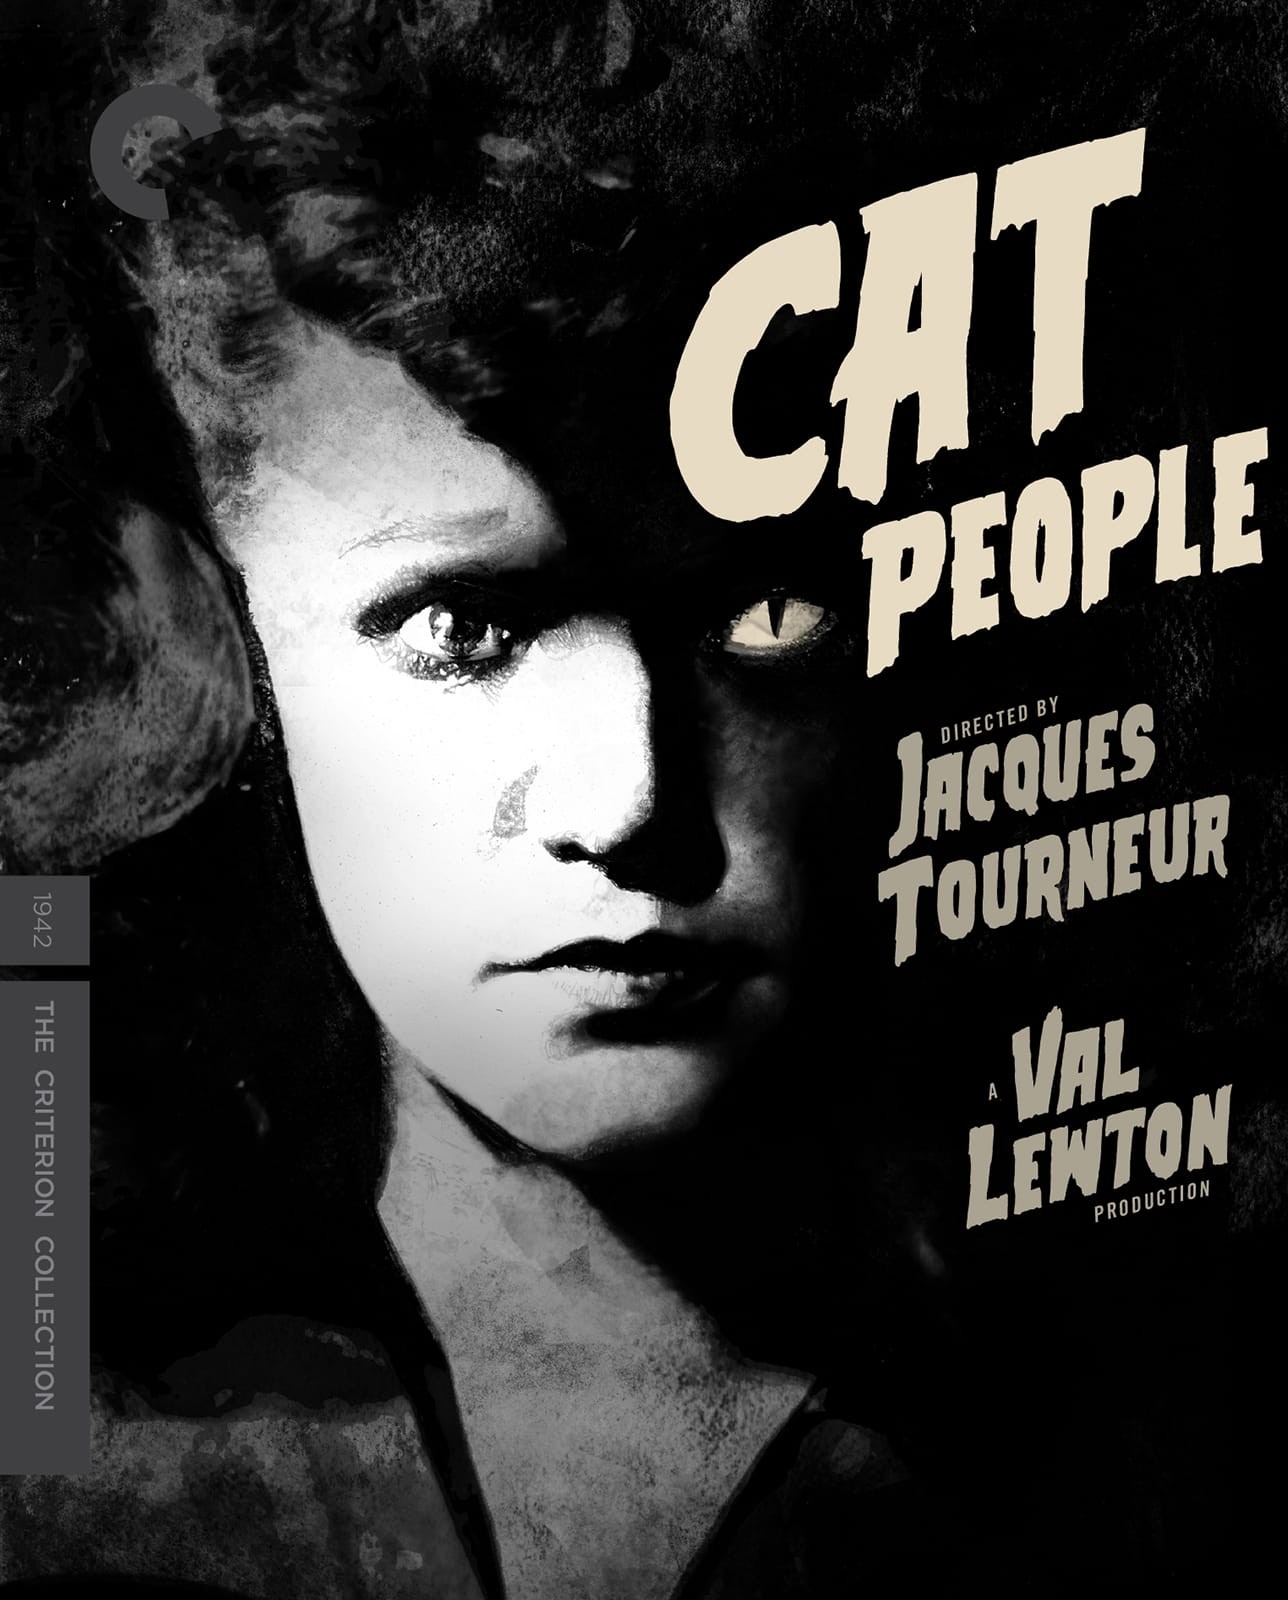 CAT
PEOPLE
DIRECTED BY
JACQUES
TOURNEUR
A VAL
LEWTON
PRODUCTION
1942
THE CRITERION COLLECTION